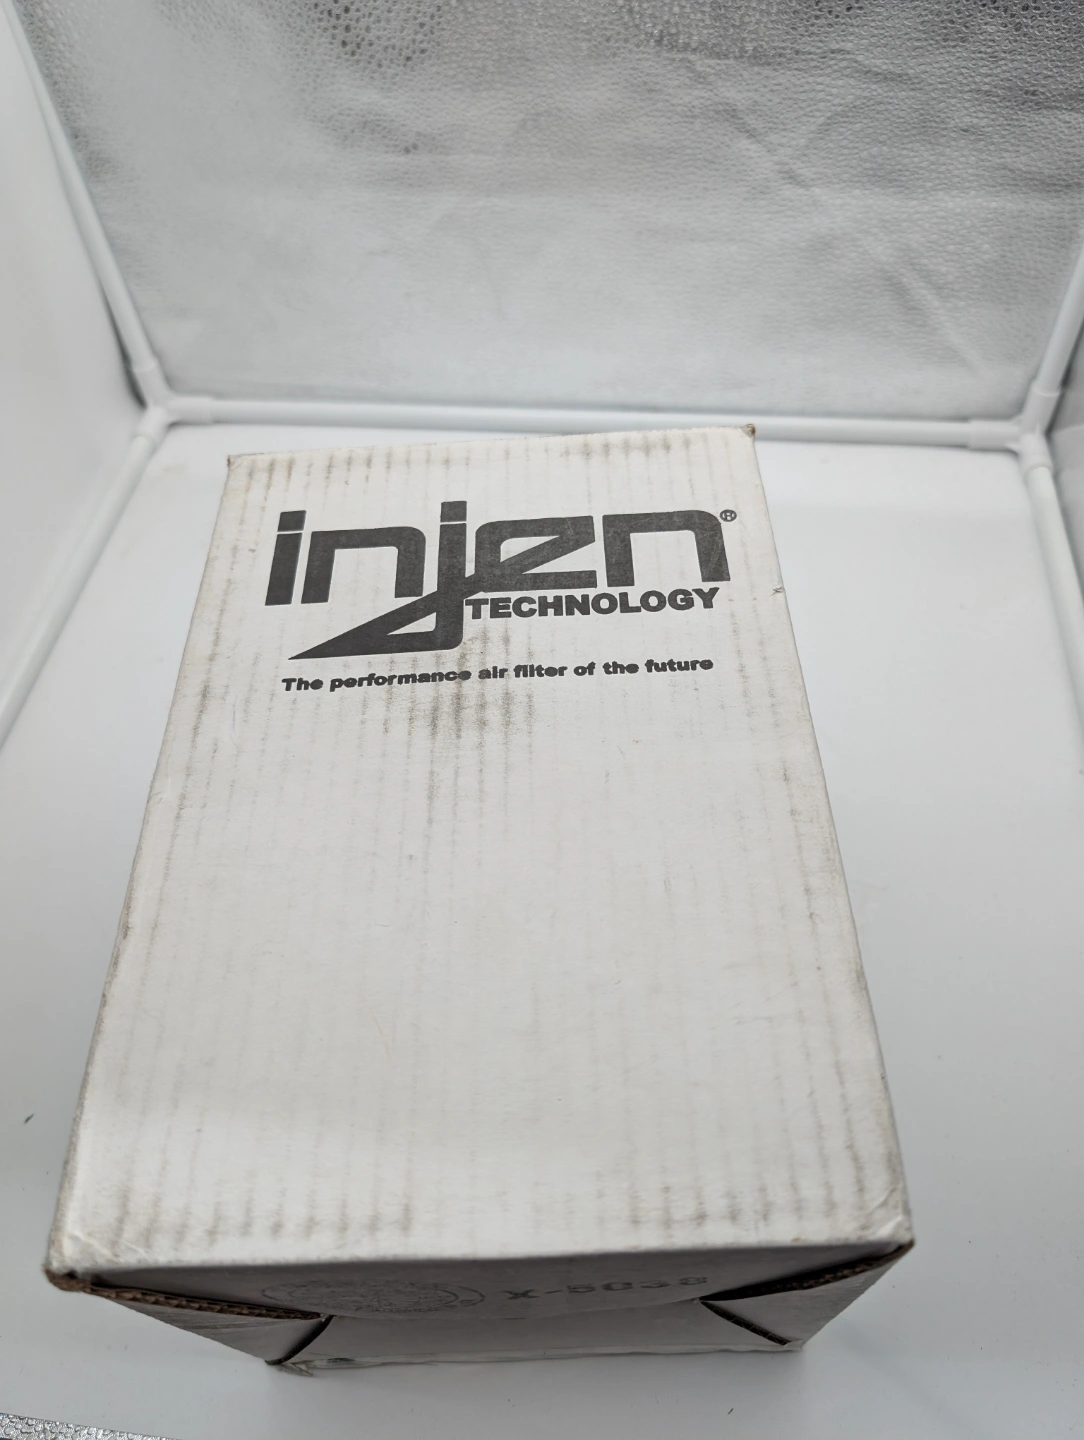 injen®
TECHNOLOGY
The performance air filter of the future